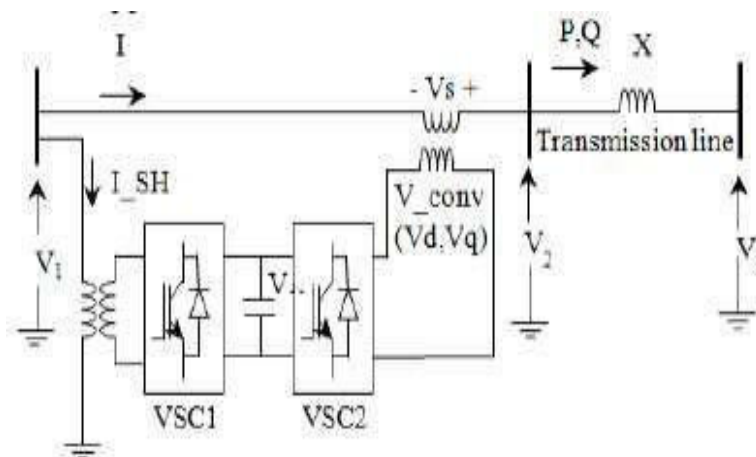 I
P,Q
X
- Vs +
Transmission line
I_SH
V_conv
(Vd,Vq)
V1
V2
V
VSC1
VSC2